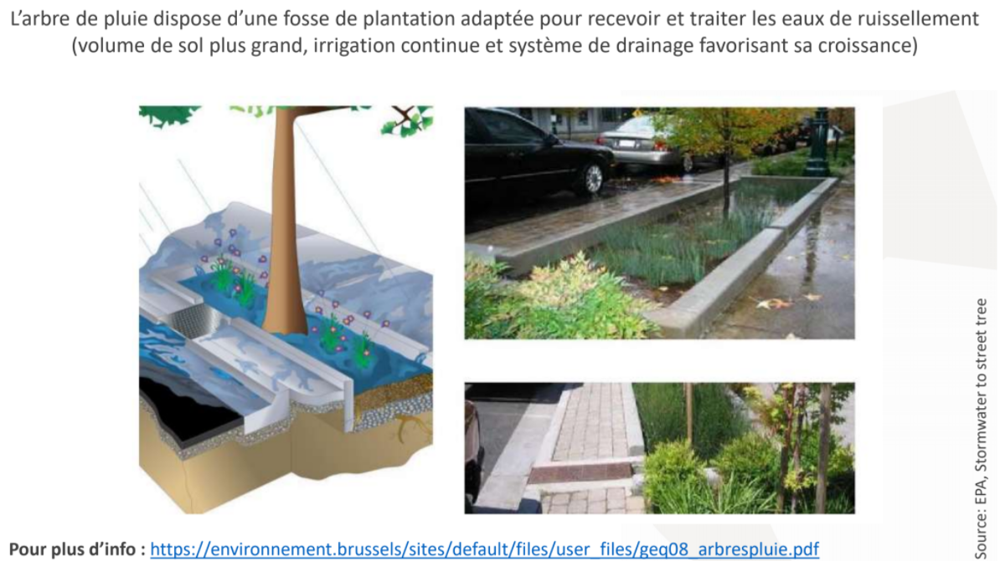 L’arbre de pluie dispose d’une fosse de plantation adaptée pour recevoir et traiter les eaux de ruissellement
(volume de sol plus grand, irrigation continue et système de drainage favorisant sa croissance)
Source: EPA, Stormwater to street tree
Pour plus d’info : https://environnement.brussels/sites/default/files/user_files/geq08_arbrespluie.pdf